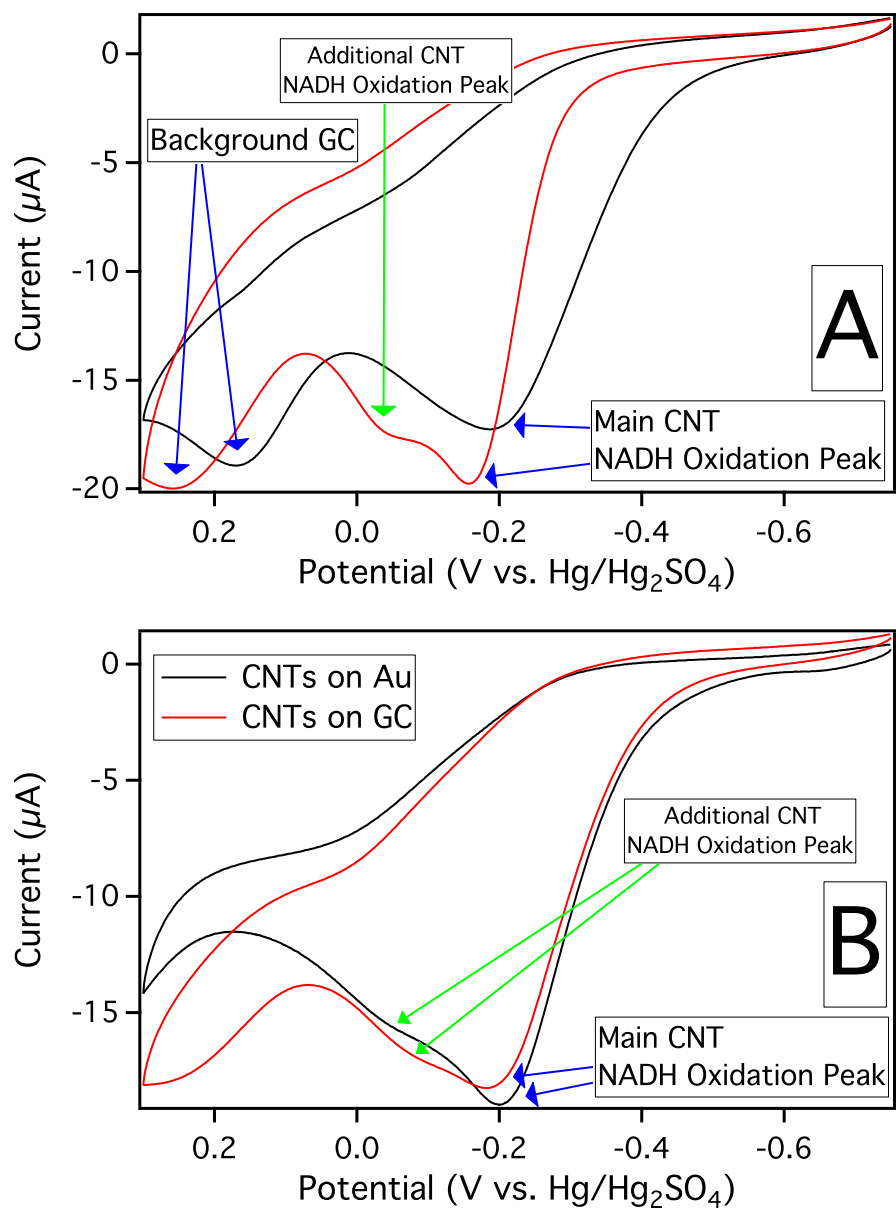 0
Additional CNT
NADH Oxidation Peak
Background GC
-5
-10
A
-15
Main CNT
NADH Oxidation Peak
-20
Current (µA)
0.2 0.0 -0.2 -0.4 -0.6
Potential (V vs. Hg/Hg₂SO₄)
0
CNTs on Au
CNTs on GC
-5
Additional CNT
NADH Oxidation Peak
-10
B
-15
Main CNT
NADH Oxidation Peak
Current (µA)
0.2 0.0 -0.2 -0.4 -0.6
Potential (V vs. Hg/Hg₂SO₄)